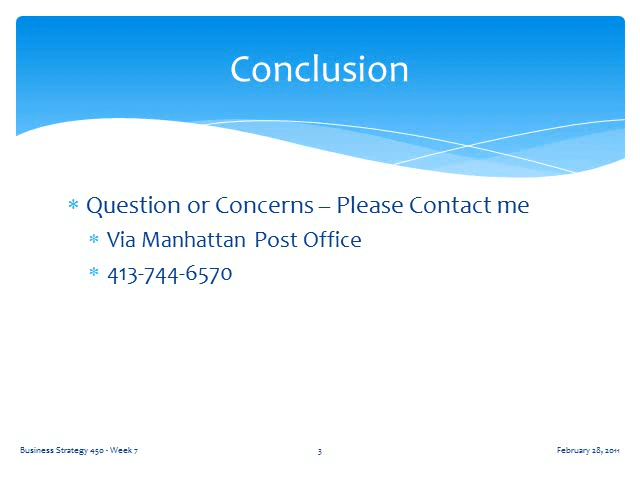 Conclusion
* Question or Concerns – Please Contact me
* Via Manhattan Post Office
* 413-744-6570
Business Strategy 450 - Week 7
3
February 28, 2011